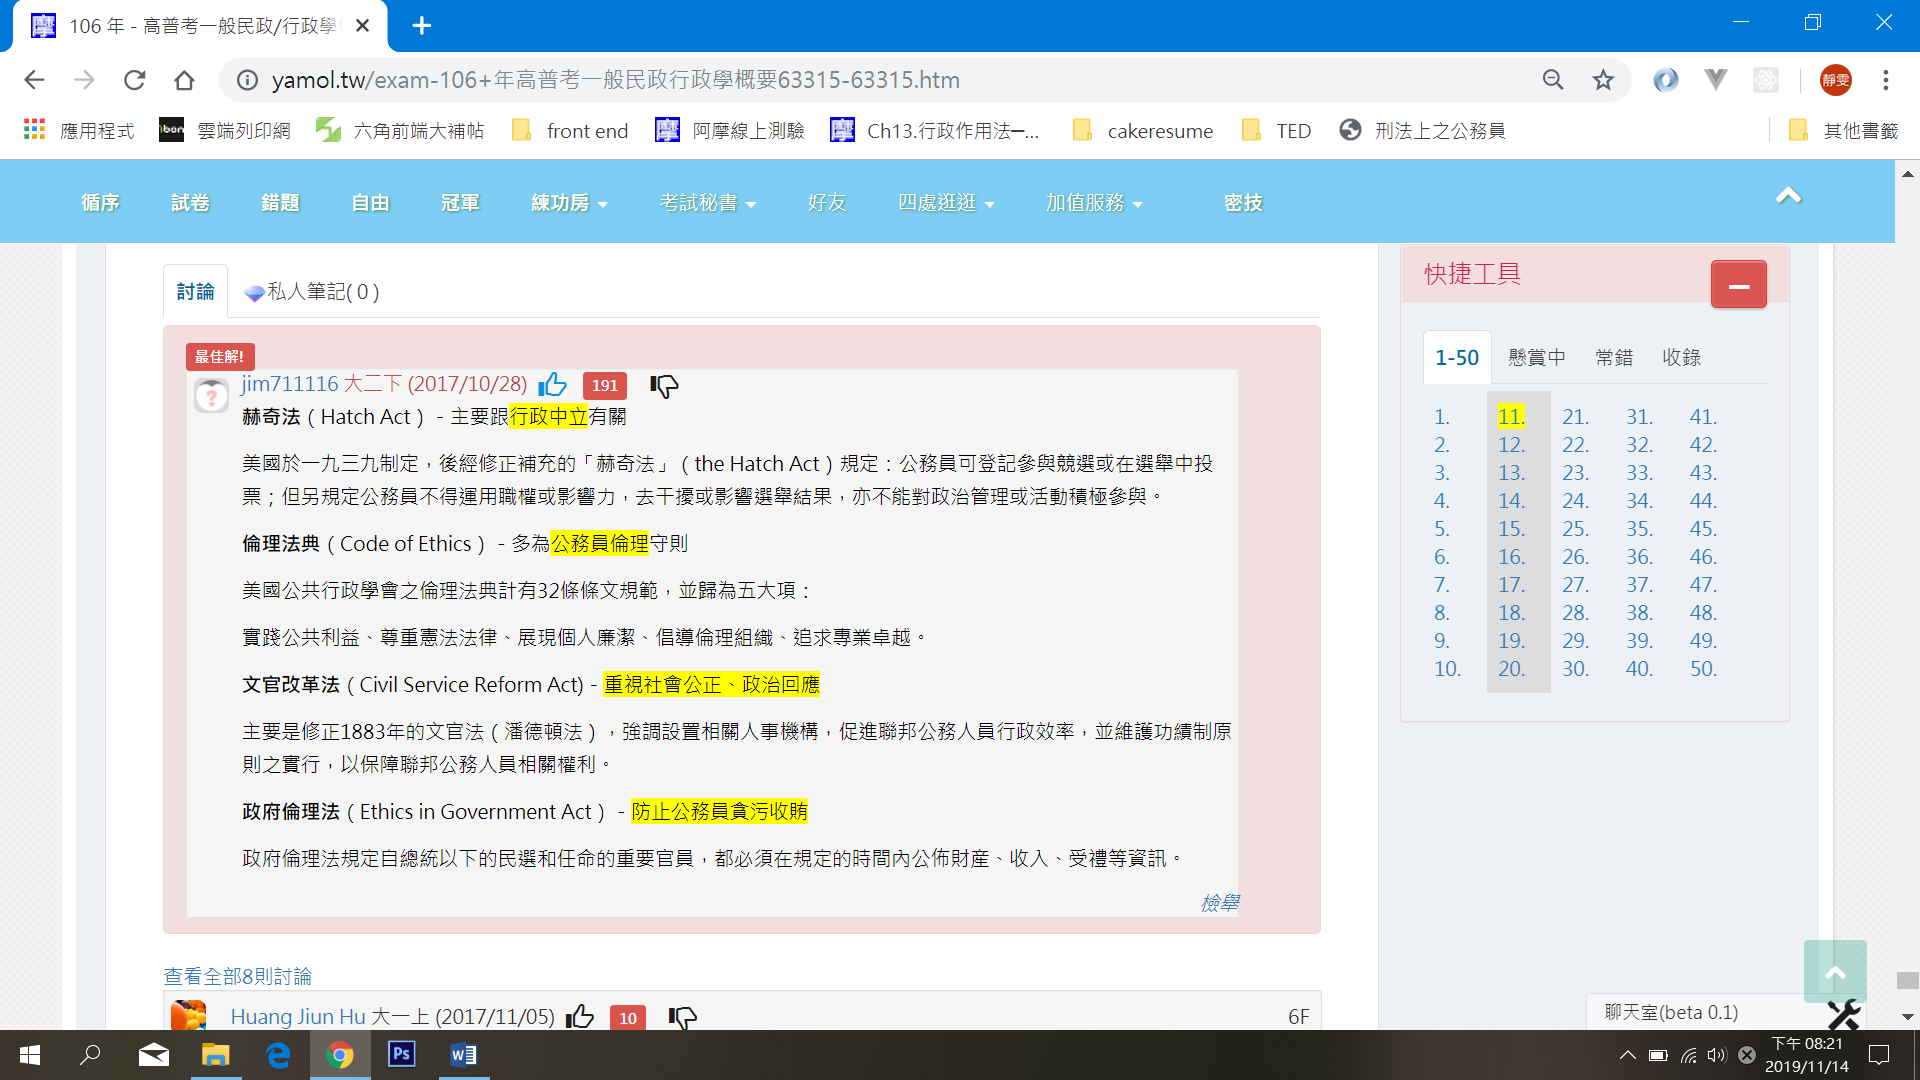 106 年 - 高普考一般民政/行政學
yamol.tw/exam-106+年高普考一般民政行政學概要63315-63315.htm
靜雯
應用程式 ibon 雲端列印網 六角前端大補帖 front end 摩 阿摩線上測驗 摩 Ch13.行政作用法─... cakeresume TED 刑法上之公務員 其他書籤
循序 試卷 錯題 自由 冠軍 練功房 考試秘書 好友 四處逛逛 加值服務 密技
討論 私人筆記( 0 )
最佳解!
jim711116 大二下 (2017/10/28) 191
赫奇法（Hatch Act） - 主要跟行政中立有關
美國於一九三九制定，後經修正補充的「赫奇法」（the Hatch Act）規定：公務員可登記參與競選或在選舉中投
票；但另規定公務員不得運用職權或影響力，去干擾或影響選舉結果，亦不能對政治管理或活動積極參與。
倫理法典（Code of Ethics） - 多為公務員倫理守則
美國公共行政學會之倫理法典計有32條條文規範，並歸為五大項：
實踐公共利益、尊重憲法法律、展現個人廉潔、倡導倫理組織、追求專業卓越。
文官改革法（Civil Service Reform Act) - 重視社會公正、政治回應
主要是修正1883年的文官法（潘德頓法），強調設置相關人事機構，促進聯邦公務人員行政效率，並維護功績制原
則之實行，以保障聯邦公務人員相關權利。
政府倫理法（Ethics in Government Act） - 防止公務員貪污收賄
政府倫理法規定自總統以下的民選和任命的重要官員，都必須在規定的時間內公佈財產、收入、受禮等資訊。
檢舉
查看全部8則討論
Huang Jiun Hu 大一上 (2017/11/05) 10 6F
快捷工具
1-50 懸賞中 常錯 收錄
1. 11. 21. 31. 41.
2. 12. 22. 32. 42.
3. 13. 23. 33. 43.
4. 14. 24. 34. 44.
5. 15. 25. 35. 45.
6. 16. 26. 36. 46.
7. 17. 27. 37. 47.
8. 18. 28. 38. 48.
9. 19. 29. 39. 49.
10. 20. 30. 40. 50.
聊天室(beta 0.1)
Ps W
下午 08:21
2019/11/14